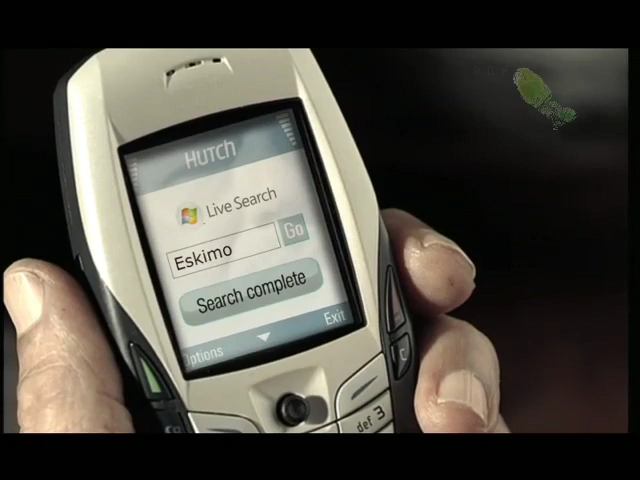 HUTCH
Live Search
Eskimo
Go
Search complete
Options
Exit
def 3
C